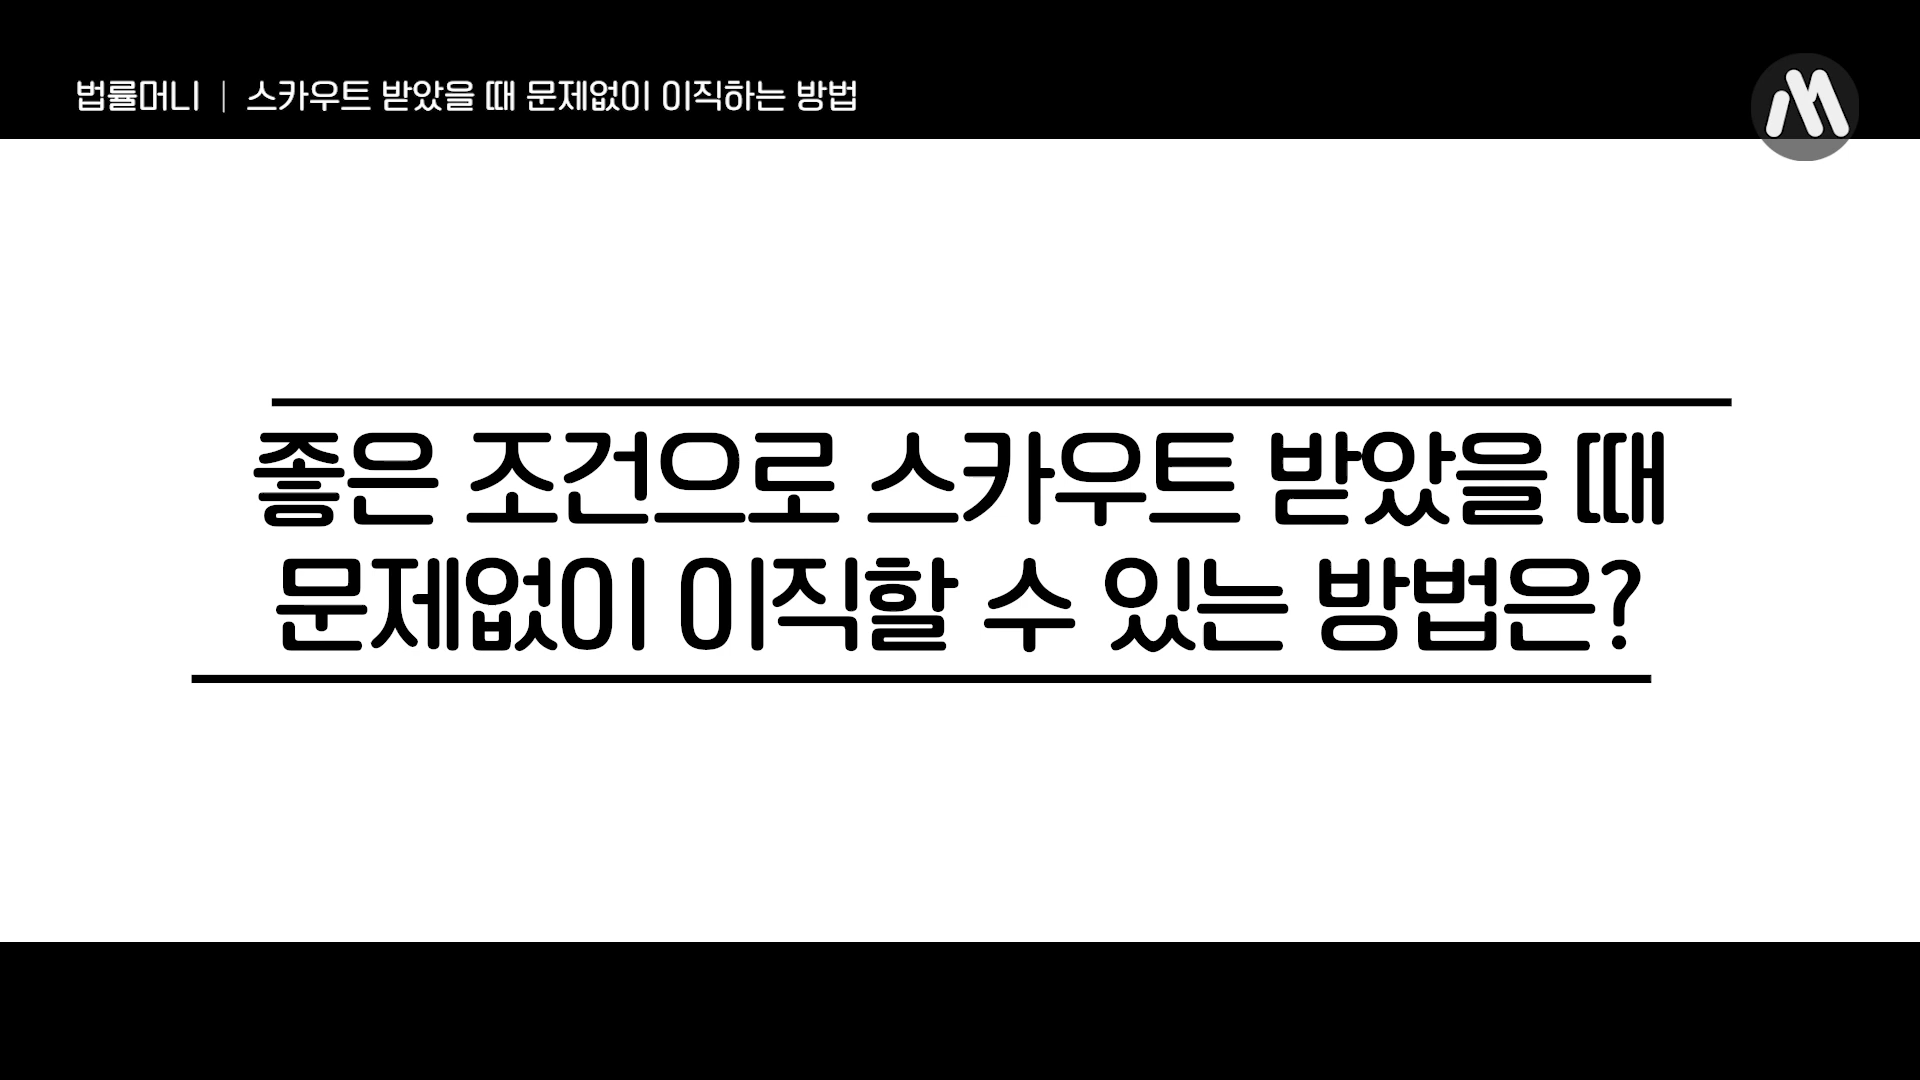 법률머니 | 스카우트 받았을 때 문제없이 이직하는 방법
좋은 조건으로 스카우트 받았을 때
문제없이 이직할 수 있는 방법은?